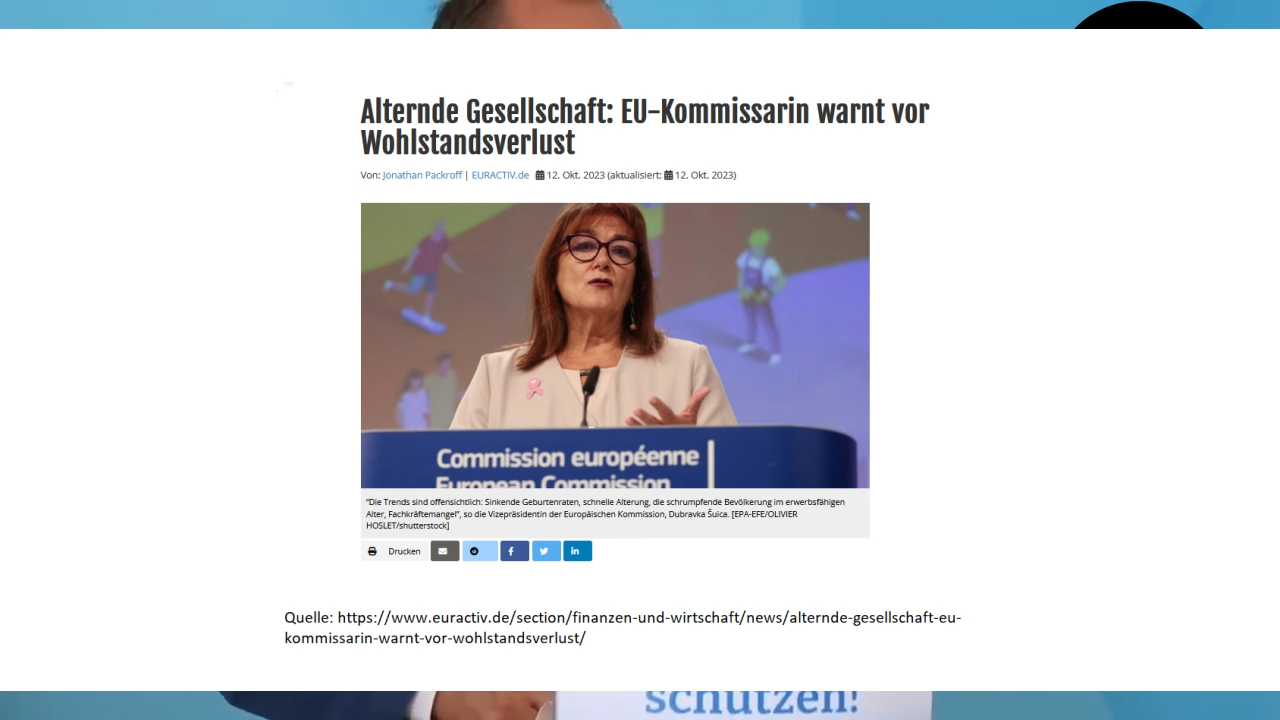 Alternde Gesellschaft: EU-Kommissarin warnt vor
Wohlstandsverlust
Von: Jonathan Packroff | EURACTIV.de 12. Okt. 2023 (aktualisiert: 12. Okt. 2023)
Commission européenne
European Commission
"Die Trends sind offensichtlich: Sinkende Geburtenraten, schnelle Alterung, die schrumpfende Bevölkerung im erwerbsfähigen
Alter, Fachkräftemangel", so die Vizepräsidentin der Europäischen Kommission, Dubravka Šuica. [EPA-EFE/OLIVIER
HOSLET/shutterstock]
Drucken
Quelle: https://www.euractiv.de/section/finanzen-und-wirtschaft/news/alternde-gesellschaft-eu-
kommissarin-warnt-vor-wohlstandsverlust/
schützen!